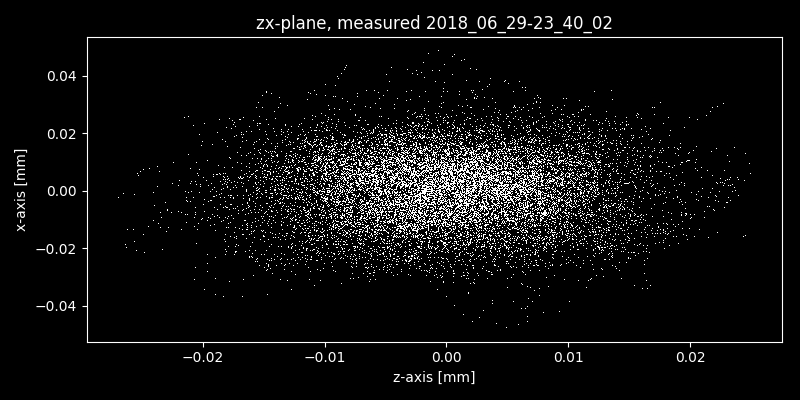 zx-plane, measured 2018_06_29-23_40_02
x-axis [mm]
0.04
0.02
0.00
−0.02
−0.04
−0.02 −0.01 0.00 0.01 0.02
z-axis [mm]